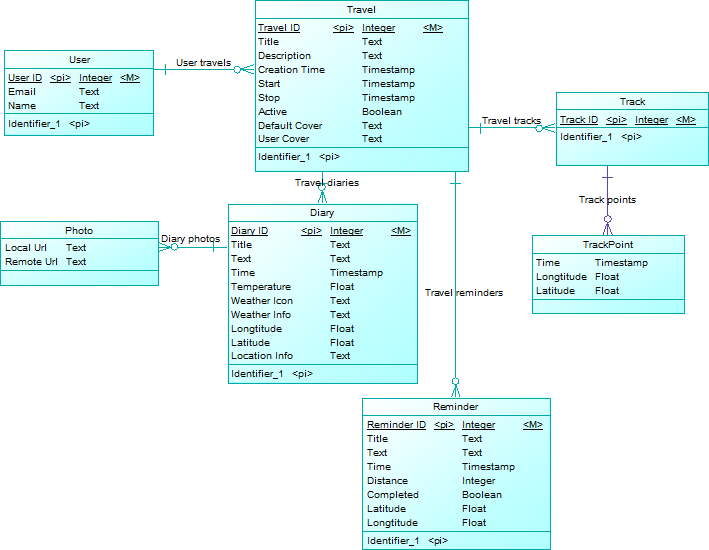 Travel
Travel ID <pi> Integer <M>
Title Text
Description Text
Creation Time Timestamp
Start Timestamp
Stop Timestamp
Active Boolean
Default Cover Text
User Cover Text
Identifier_1 <pi>
User
User ID <pi> Integer <M>
Email Text
Name Text
Identifier_1 <pi>
User travels
Track
Track ID <pi> Integer <M>
Identifier_1 <pi>
Travel tracks
Travel diaries
Track points
Diary
Diary ID <pi> Integer <M>
Title Text
Text Text
Time Timestamp
Temperature Float
Weather Icon Text
Weather Info Text
Longtitude Float
Latitude Float
Location Info Text
Identifier_1 <pi>
Photo
Local Url Text
Remote Url Text
Diary photos
TrackPoint
Time Timestamp
Longtitude Float
Latitude Float
Travel reminders
Reminder
Reminder ID <pi> Integer <M>
Title Text
Text Text
Time Timestamp
Distance Integer
Completed Boolean
Latitude Float
Longtitude Float
Identifier_1 <pi>